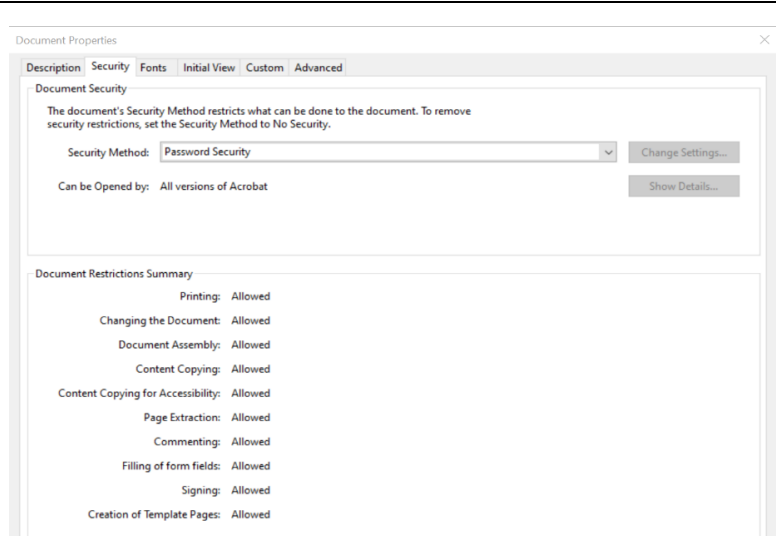 Document Properties
Description Security Fonts Initial View Custom Advanced
Document Security
The document's Security Method restricts what can be done to the document. To remove
security restrictions, set the Security Method to No Security.
Security Method: Password Security Change Settings...
Can be Opened by: All versions of Acrobat Show Details...
Document Restrictions Summary
Printing: Allowed
Changing the Document: Allowed
Document Assembly: Allowed
Content Copying: Allowed
Content Copying for Accessibility: Allowed
Page Extraction: Allowed
Commenting: Allowed
Filling of form fields: Allowed
Signing: Allowed
Creation of Template Pages: Allowed